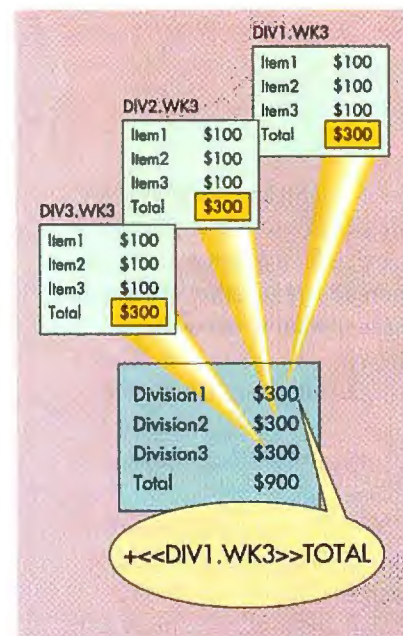 DIV1.WK3
Item1 $100
Item2 $100
Item3 $100
Total $300
DIV2.WK3
Item1 $100
Item2 $100
Item3 $100
Total $300
DIV3.WK3
Item1 $100
Item2 $100
Item3 $100
Total $300
Division1 $300
Division2 $300
Division3 $300
Total $900
+<<DIV1.WK3>>TOTAL